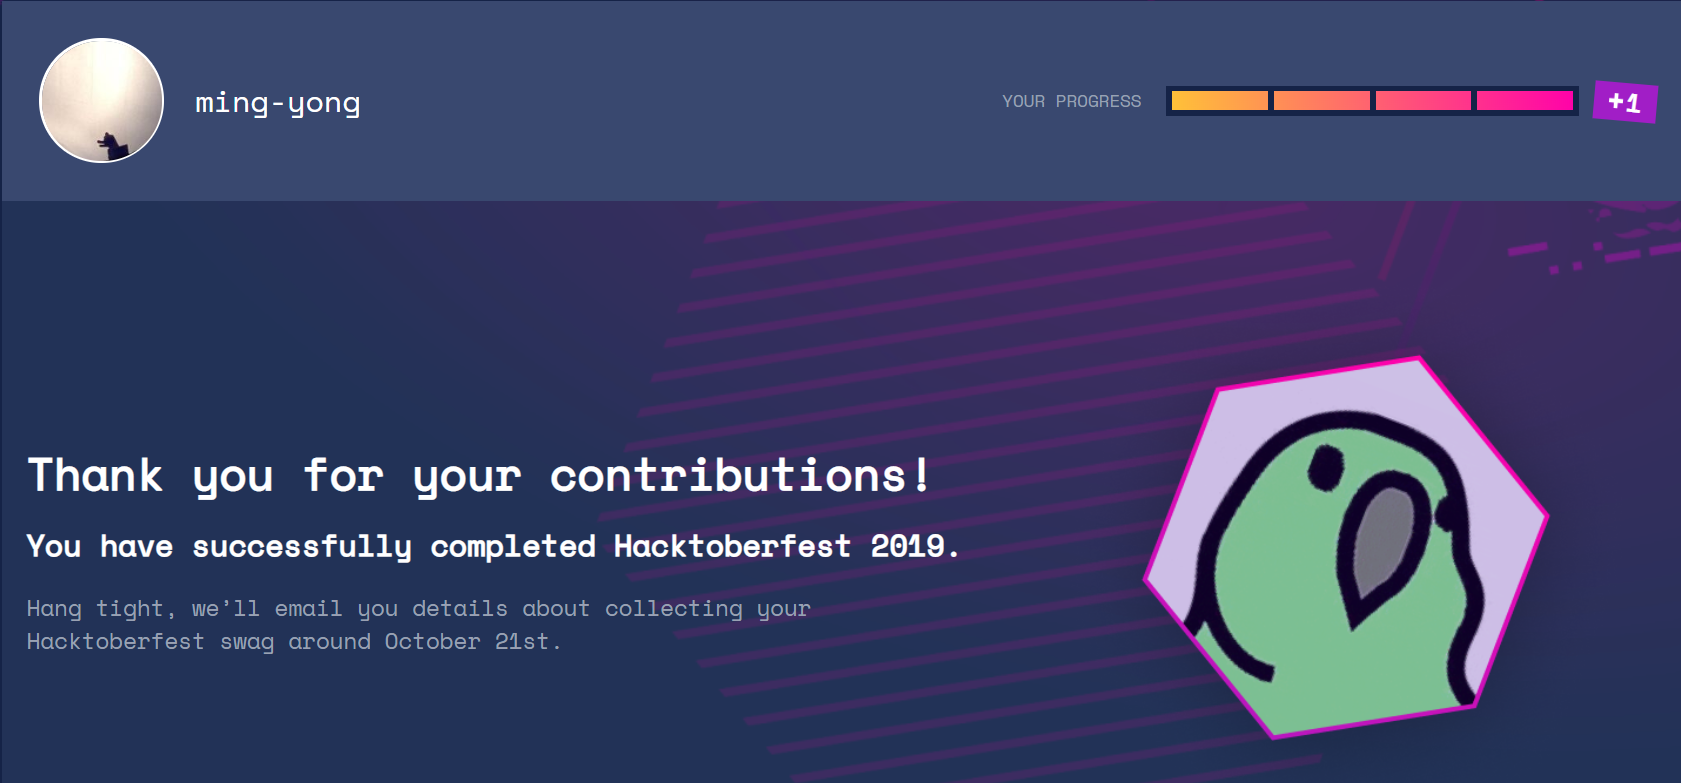 ming-yong
YOUR PROGRESS
+1
Thank you for your contributions!
You have successfully completed Hacktoberfest 2019.
Hang tight, we’ll email you details about collecting your
Hacktoberfest swag around October 21st.